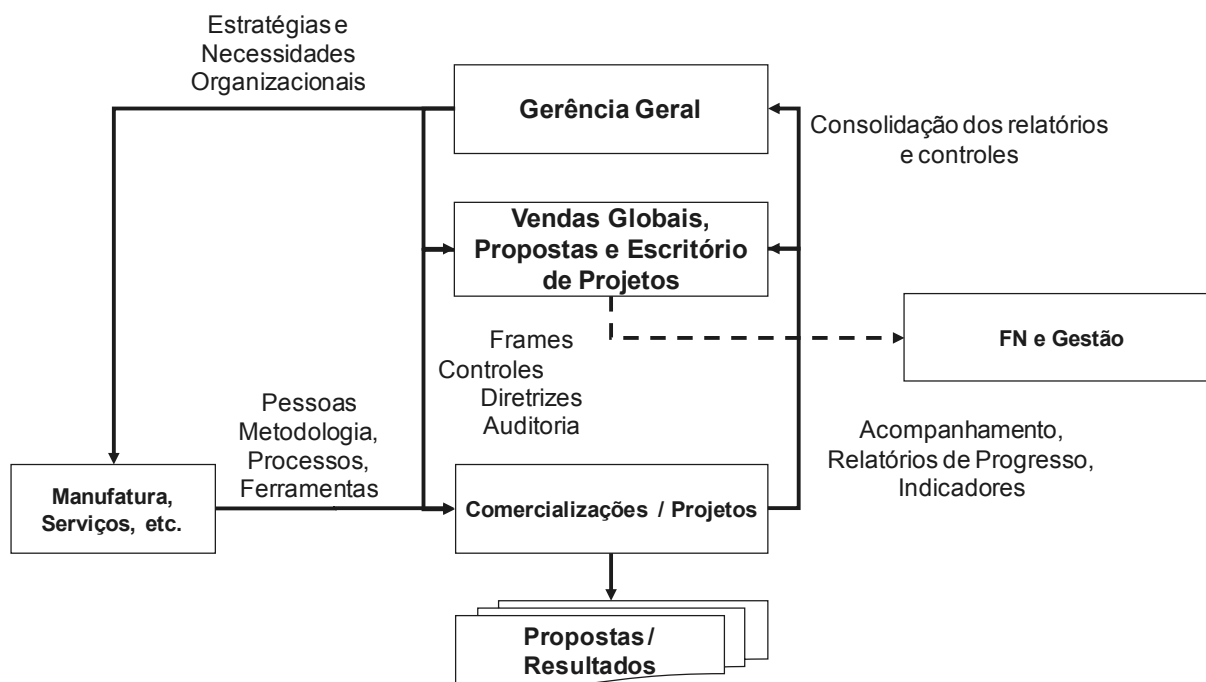 Estratégias e
Necessidades
Organizacionais
Gerência Geral
Consolidação dos relatórios
e controles
Vendas Globais,
Propostas e Escritório
de Projetos
FN e Gestão
Frames
Controles
Diretrizes
Auditoria
Pessoas
Metodologia,
Processos,
Ferramentas
Acompanhamento,
Relatórios de Progresso,
Indicadores
Manufatura,
Serviços, etc.
Comercializações / Projetos
Propostas /
Resultados